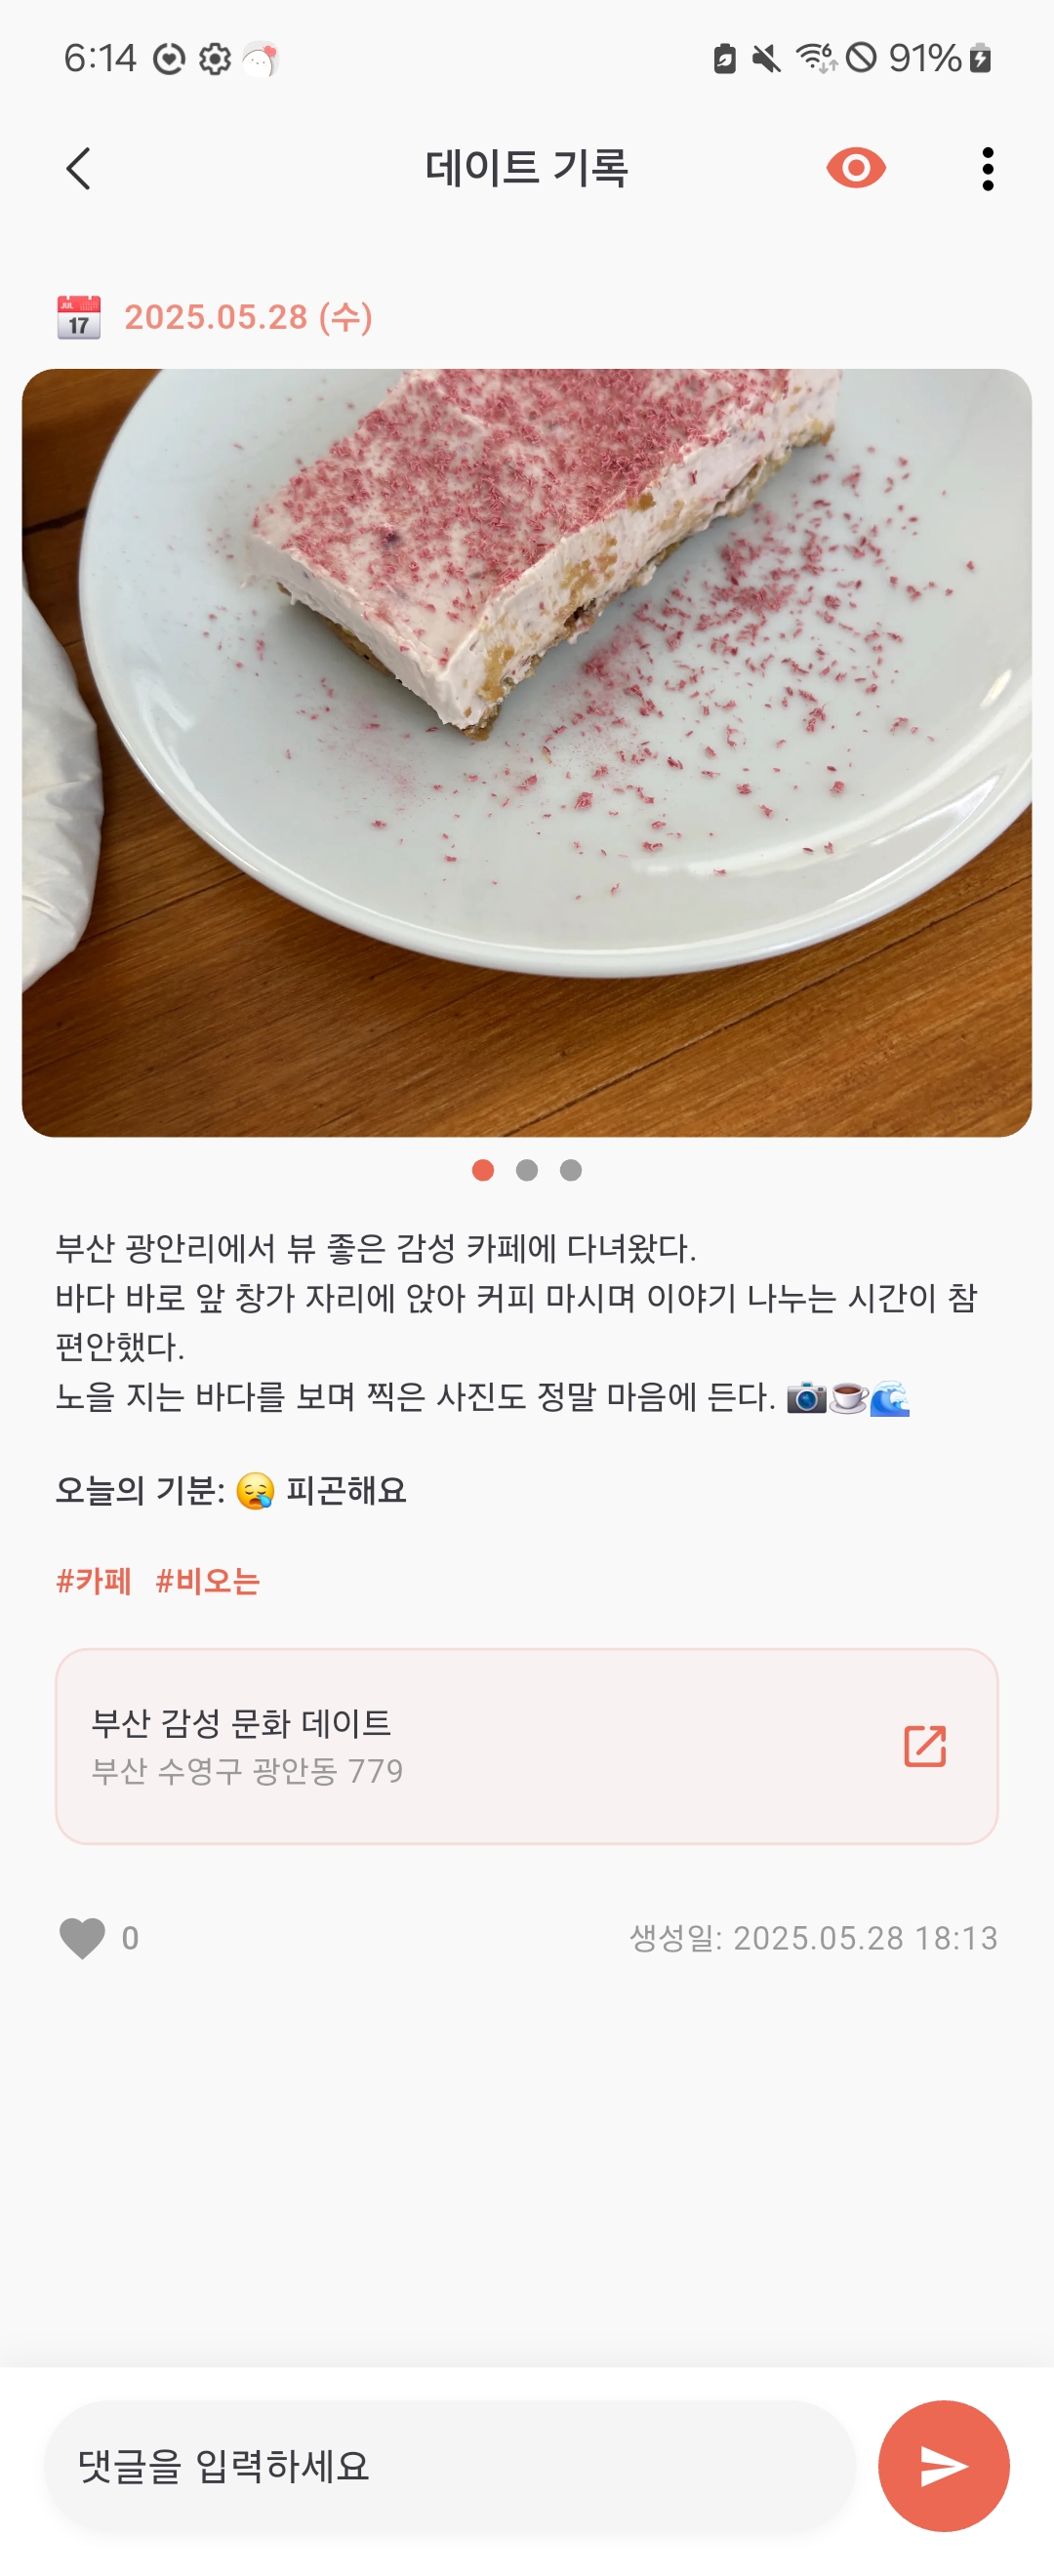 6:14 91%
데이트 기록
JUL 17 2025.05.28 (수)
부산 광안리에서 뷰 좋은 감성 카페에 다녀왔다.
바다 바로 앞 창가 자리에 앉아 커피 마시며 이야기 나누는 시간이 참
편안했다.
노을 지는 바다를 보며 찍은 사진도 정말 마음에 든다. 📷☕🌊
오늘의 기분: 😪 피곤해요
#카페 #비오는
부산 감성 문화 데이트
부산 수영구 광안동 779
0 생성일: 2025.05.28 18:13
댓글을 입력하세요